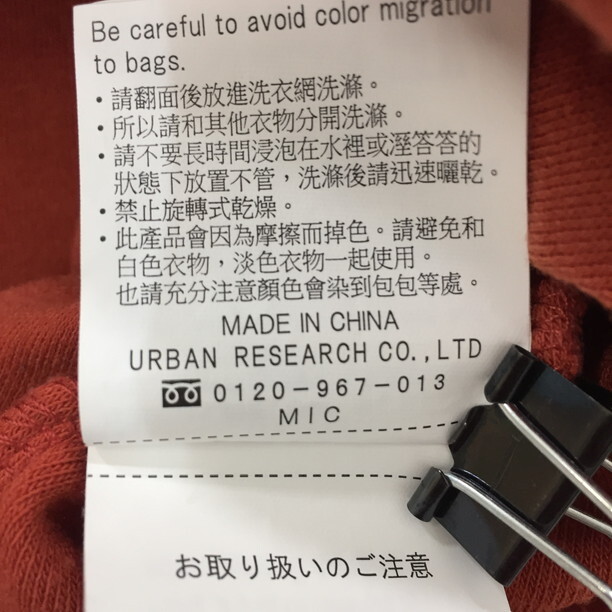 Be careful to avoid color migration
to bags.
・請翻面後放進洗衣網洗滌。
・所以請和其他衣物分開洗滌。
・請不要長時間浸泡在水裡或溼答答的
狀態下放置不管，洗滌後請迅速曬乾。
・禁止旋轉式乾燥。
・此產品會因為摩擦而掉色。請避免和
白色衣物，淡色衣物一起使用。
也請充分注意顏色會染到包包等處。
MADE IN CHINA
URBAN RESEARCH CO.,LTD
0120-967-013
MIC
お取り扱いのご注意